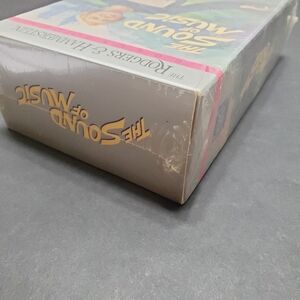 THE
RODGERS & HAMMERSTEIN
THE
SOUND
OF
MUSIC
THE SOUND
OF MUSIC